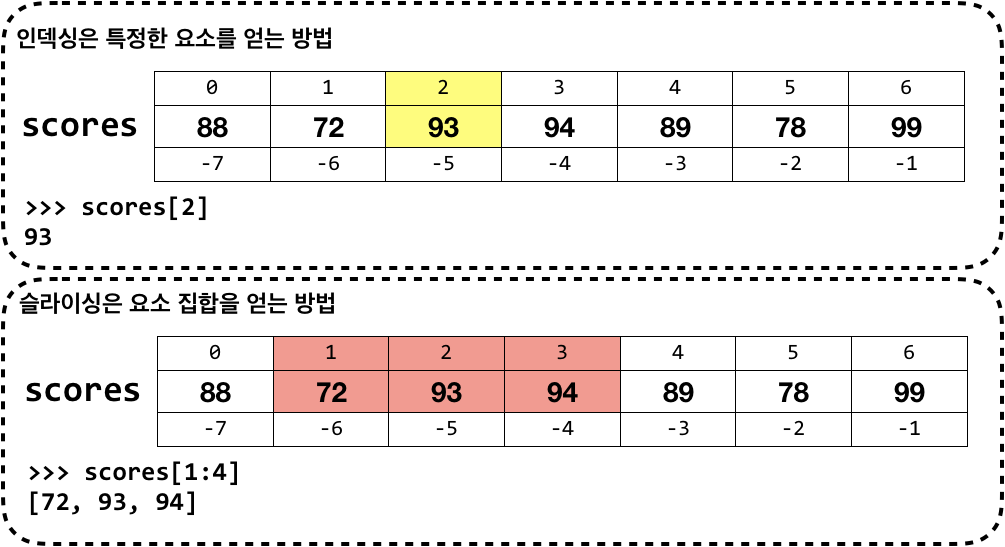 인덱싱은 특정한 요소를 얻는 방법
0 1 2 3 4 5 6
scores 88 72 93 94 89 78 99
-7 -6 -5 -4 -3 -2 -1
>>> scores[2]
93
슬라이싱은 요소 집합을 얻는 방법
0 1 2 3 4 5 6
scores 88 72 93 94 89 78 99
-7 -6 -5 -4 -3 -2 -1
>>> scores[1:4]
[72, 93, 94]